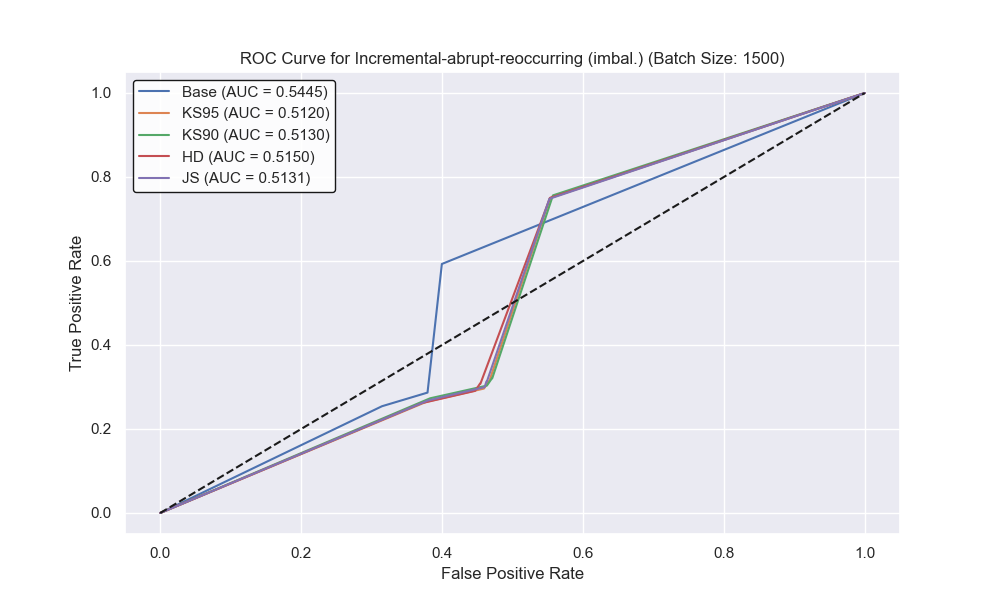 ROC Curve for Incremental-abrupt-reoccurring (imbal.) (Batch Size: 1500)
Base (AUC = 0.5445)
KS95 (AUC = 0.5120)
KS90 (AUC = 0.5130)
HD (AUC = 0.5150)
JS (AUC = 0.5131)
True Positive Rate
1.0
0.8
0.6
0.4
0.2
0.0
0.0 0.2 0.4 0.6 0.8 1.0
False Positive Rate